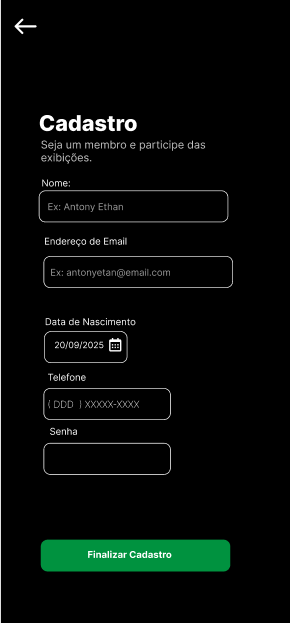 Cadastro
Seja um membro e participe das
exibições.
Nome:
Ex: Antony Ethan
Endereço de Email
Ex: antonyetan@email.com
Data de Nascimento
20/09/2025
Telefone
( DDD ) XXXXX-XXXX
Senha
Finalizar Cadastro